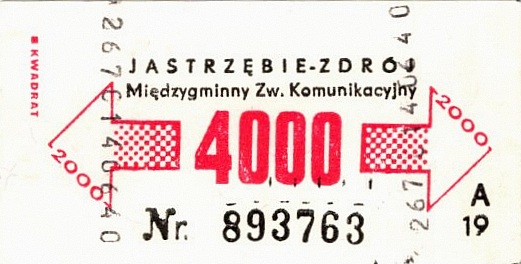 JASTRZĘBIE-ZDRÓJ
Międzygminny Zw. Komunikacyjny
KWADRAT
4000
2000
2000
Nr. 893763
A
19